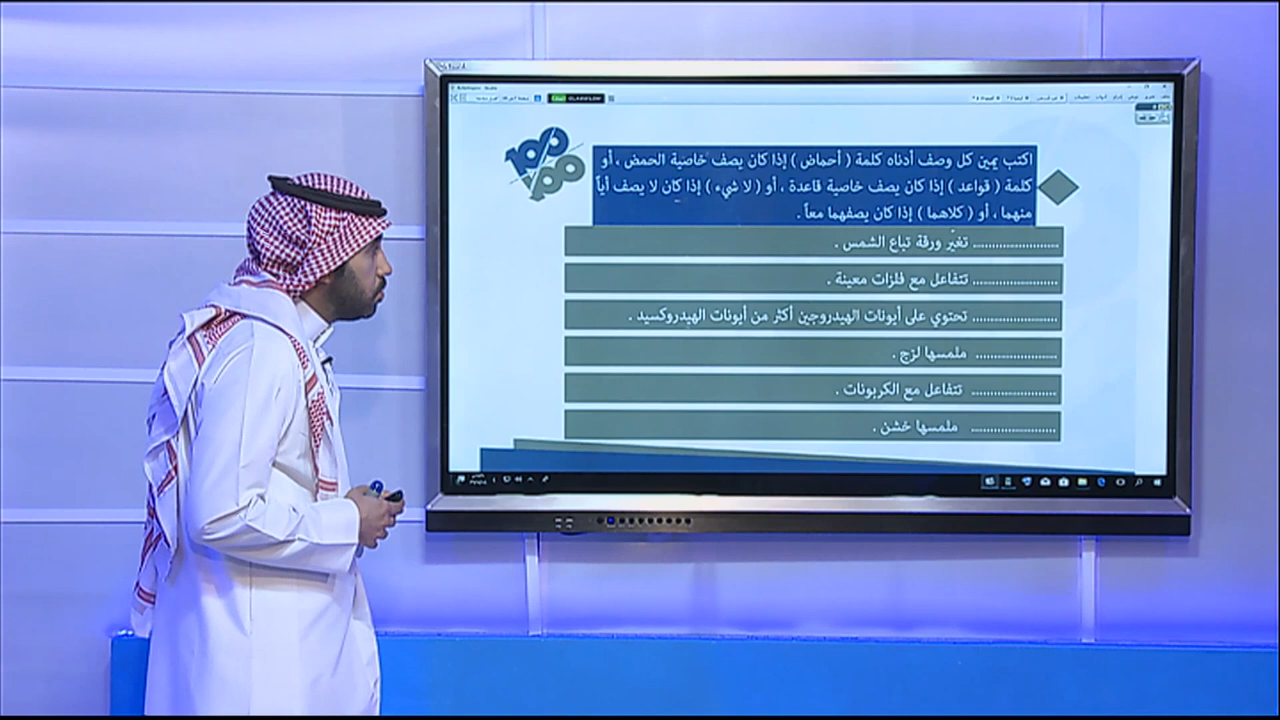 100
100
اكتب يمين كل وصف أدناه كلمة ( أحماض ) إذا كان يصف خاصية الحمض ، أو
كلمة ( قواعد ) إذا كان يصف خاصية قاعدة ، أو ( لا شيء ) إذا كان لا يصف أياً
منهما ، أو ( كلاهما ) إذا كان يصفهما معاً .
........................ تغيّر ورقة تباع الشمس .
........................ تتفاعل مع فلزات معينة .
........................ تحتوي على أيونات الهيدروجين أكثر من أيونات الهيدروكسيد .
........................ ملمسها لزج .
........................ تتفاعل مع الكربونات .
........................ ملمسها خشن .